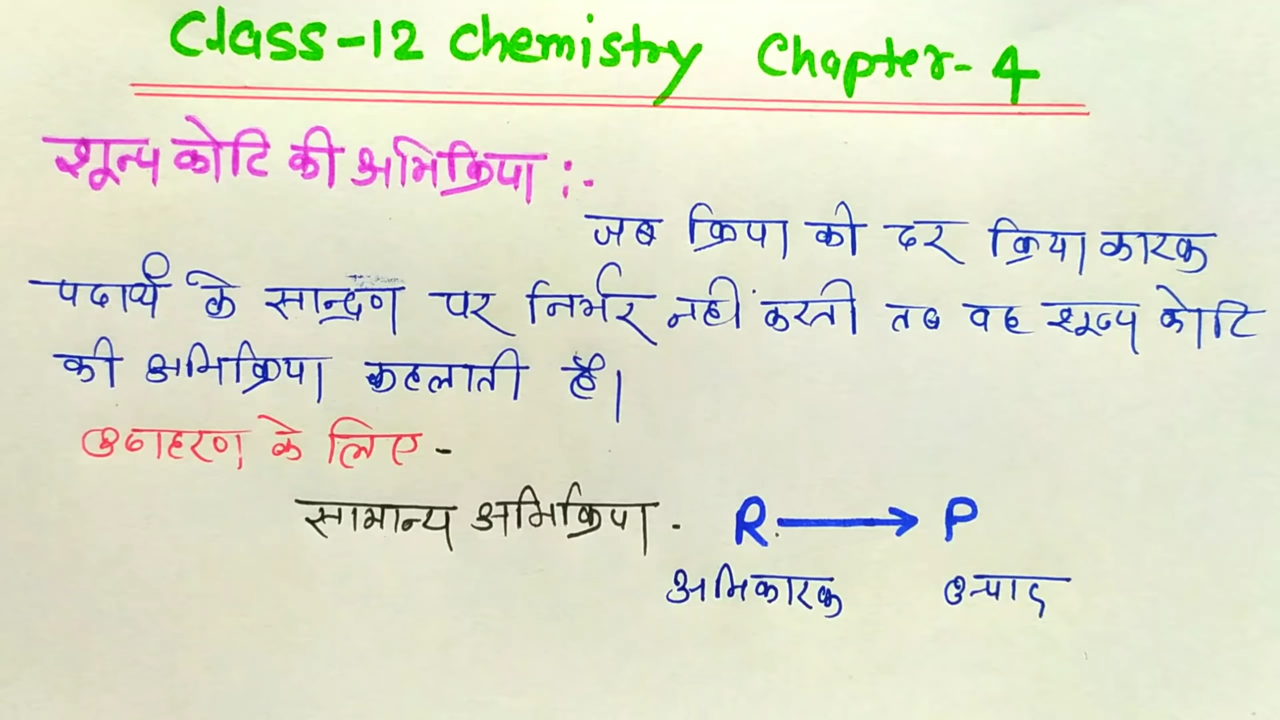 Class-12 Chemistry Chapter-4
शून्य कोटि की अभिक्रिया :-
जब क्रिया की दर क्रिया कारक
पदार्थ के सान्द्रण पर निर्भर नहीं करती तब वह शून्य कोटि
की अभिक्रिया कहलाती है।
उदाहरण के लिए -
सामान्य अभिक्रिया - R → P
अभिकारक उत्पाद